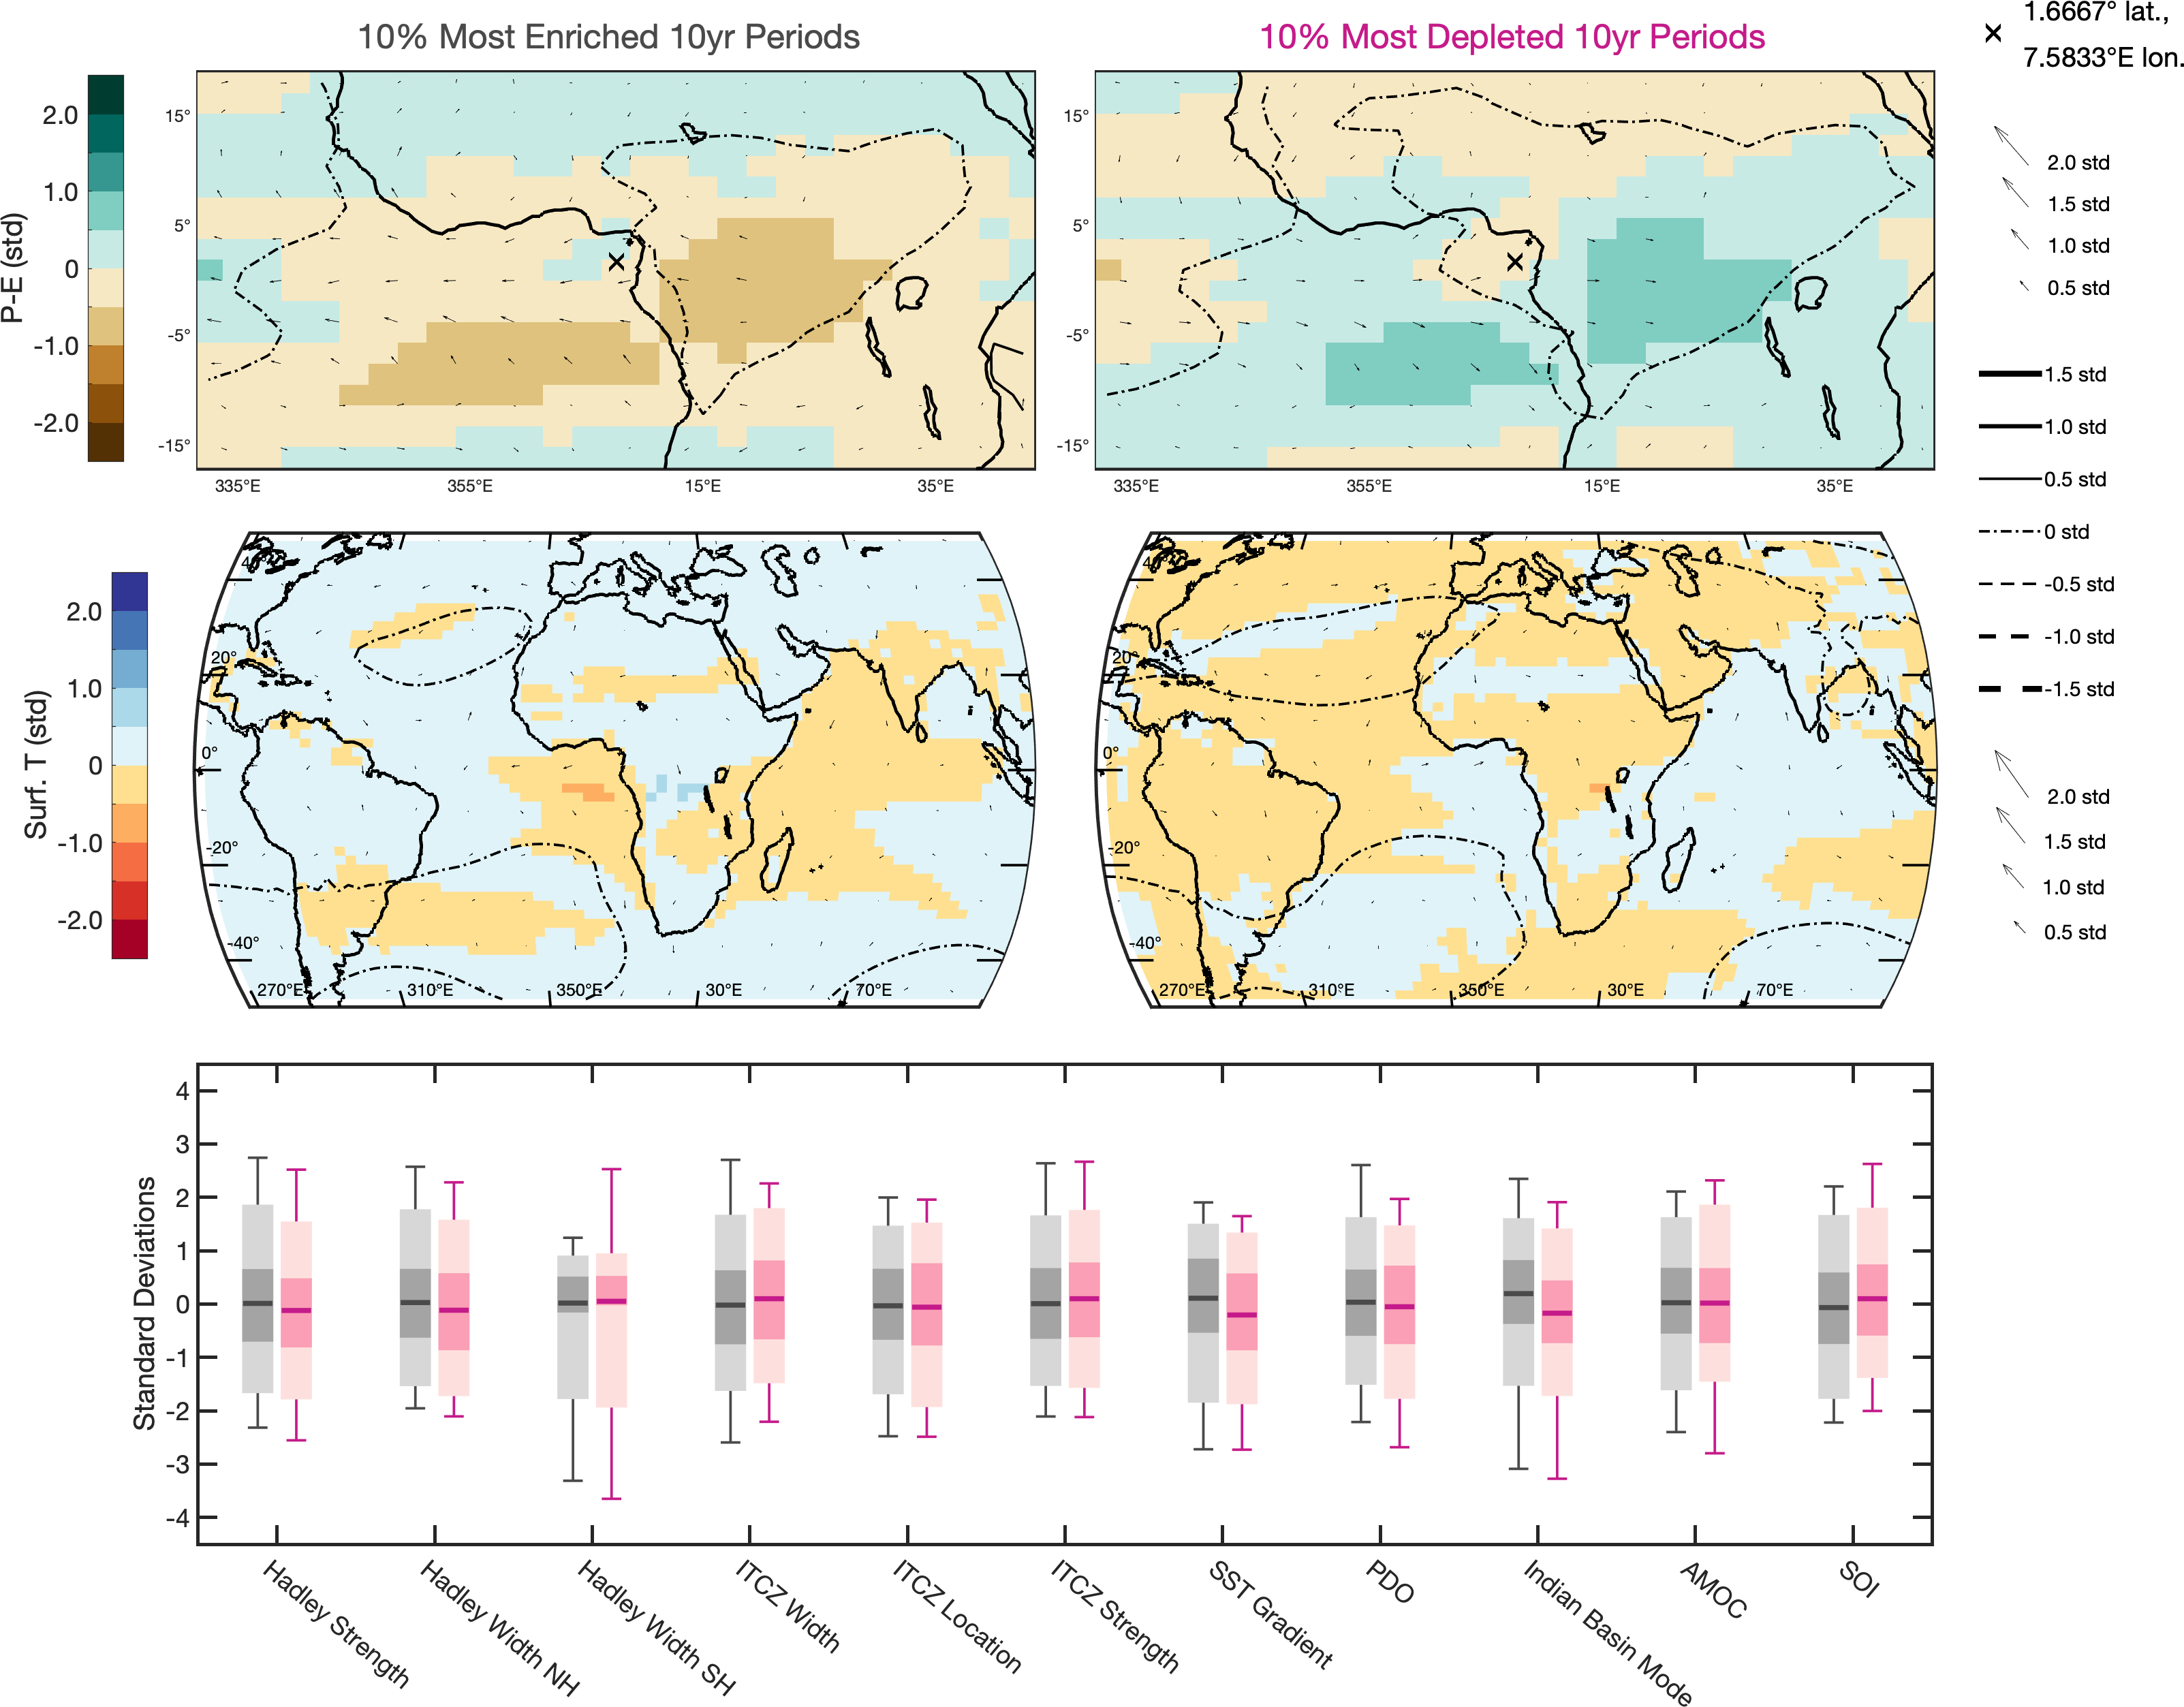 10% Most Enriched 10yr Periods
10% Most Depleted 10yr Periods
1.6667° lat.,
7.5833°E lon.
P-E (std)
2.0
1.0
0
-1.0
-2.0
15°
5°
-5°
-15°
335°E
355°E
15°E
35°E
15°
5°
-5°
-15°
335°E
355°E
15°E
35°E
2.0 std
1.5 std
1.0 std
0.5 std
1.5 std
1.0 std
0.5 std
0 std
-0.5 std
-1.0 std
-1.5 std
Surf. T (std)
2.0
1.0
0
-1.0
-2.0
40°
20°
0°
-20°
-40°
270°E
310°E
350°E
30°E
70°E
40°
20°
0°
-20°
-40°
270°E
310°E
350°E
30°E
70°E
2.0 std
1.5 std
1.0 std
0.5 std
Standard Deviations
4
3
2
1
0
-1
-2
-3
-4
Hadley Strength
Hadley Width NH
Hadley Width SH
ITCZ Width
ITCZ Location
ITCZ Strength
SST Gradient
PDO
Indian Basin Mode
AMOC
SOI